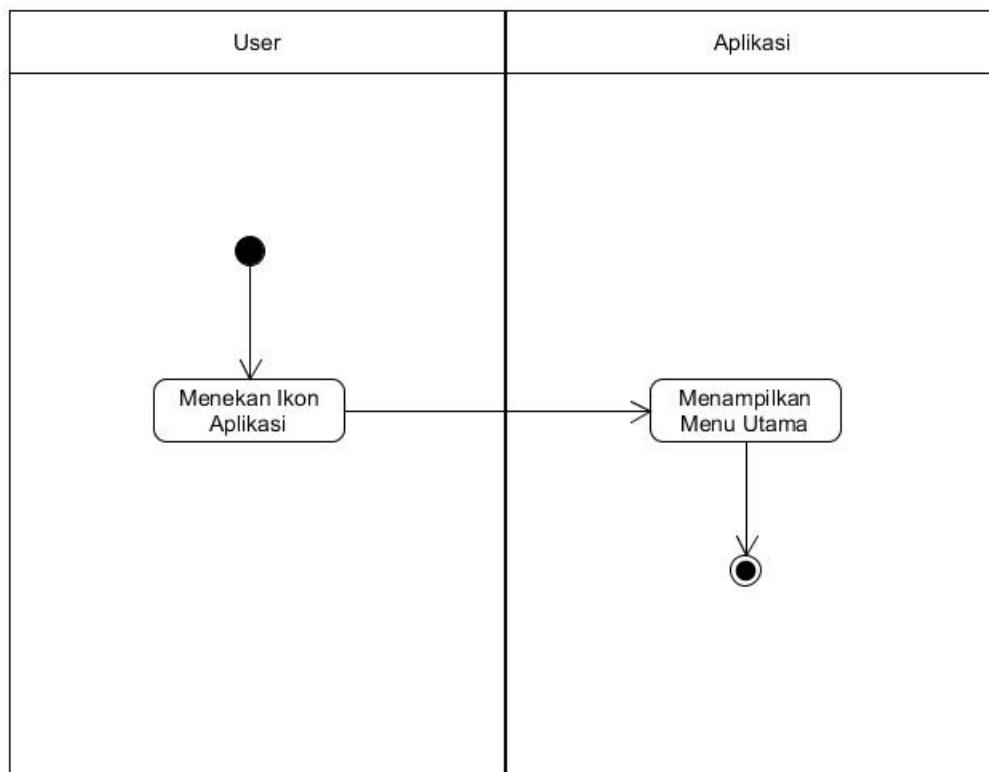 User
Aplikasi
Menekan Ikon
Aplikasi
Menampilkan
Menu Utama